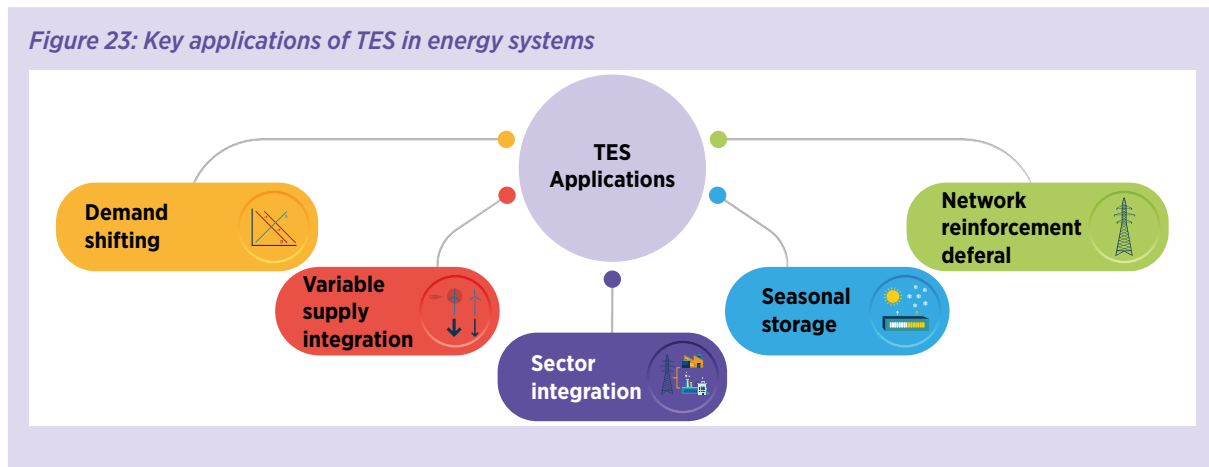 Figure 23: Key applications of TES in energy systems
TES
Applications
Demand
shifting
Variable
supply
integration
Sector
integration
Seasonal
storage
Network
reinforcement
deferal